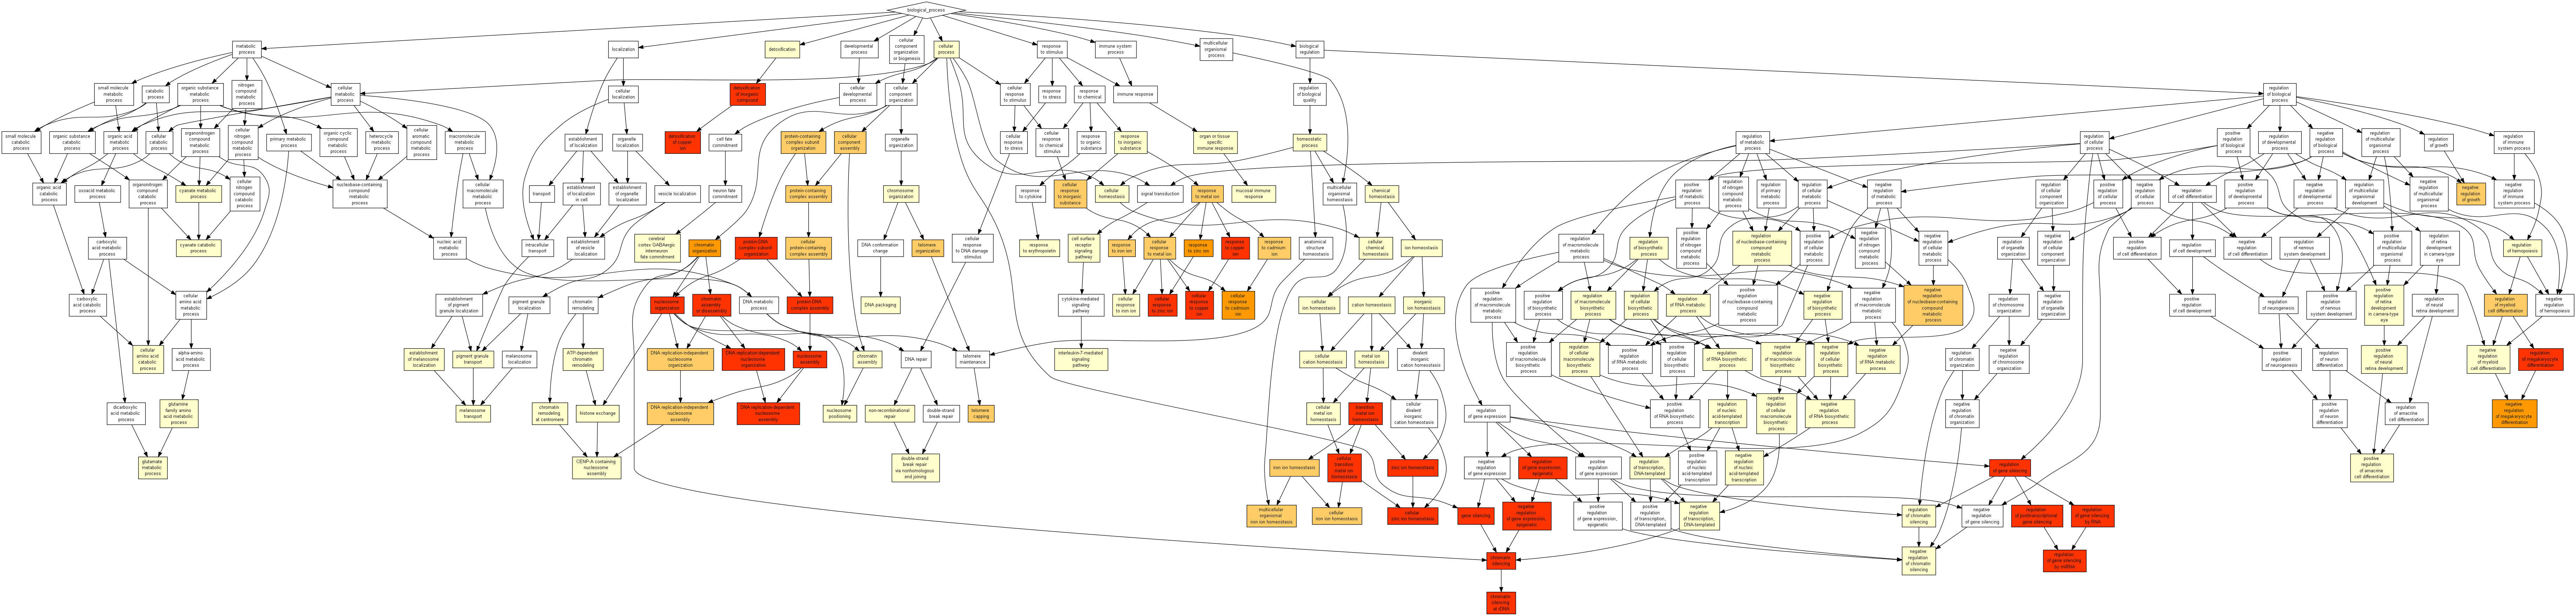 biological_process
metabolic
process
localization
detoxification
developmental
process
cellular
component
organization
or biogenesis
cellular
process
response
to stimulus
immune system
process
multicellular
organismal
process
biological
regulation
small molecule
metabolic
process
catabolic
process
organic substance
metabolic
process
nitrogen
compound
metabolic
process
cellular
metabolic
process
cellular
localization
detoxification
of inorganic
compound
cellular
developmental
process
cellular
component
organization
cellular
response
to stimulus
response
to stress
response
to chemical
immune response
regulation
of biological
quality
regulation
of biological
process
small molecule
catabolic
process
organic substance
catabolic
process
organic acid
metabolic
process
cellular
catabolic
process
organonitrogen
compound
metabolic
process
cellular
nitrogen
compound
metabolic
process
primary metabolic
process
organic cyclic
compound
metabolic
process
heterocycle
metabolic
process
cellular
aromatic
compound
metabolic
process
macromolecule
metabolic
process
establishment
of localization
organelle
localization
detoxification
of copper
ion
cell fate
commitment
protein-containing
complex subunit
organization
cellular
component
assembly
organelle
organization
cellular
response
to stress
cellular
response
to chemical
stimulus
response
to organic
substance
response
to inorganic
substance
organ or tissue
specific
immune response
homeostatic
process
regulation
of metabolic
process
regulation
of cellular
process
positive
regulation
of biological
process
regulation
of developmental
process
negative
regulation
of biological
process
regulation
of multicellular
organismal
process
regulation
of growth
regulation
of immune
system process
organic acid
catabolic
process
oxoacid metabolic
process
organonitrogen
compound
catabolic
process
cyanate metabolic
process
cellular
nitrogen
compound
catabolic
process
nucleobase-containing
compound
metabolic
process
cellular
macromolecule
metabolic
process
transport
establishment
of localization
in cell
establishment
of organelle
localization
vesicle localization
neuron fate
commitment
protein-containing
complex assembly
chromosome
organization
response
to cytokine
cellular
response
to inorganic
substance
cellular
homeostasis
signal transduction
response
to metal ion
mucosal immune
response
multicellular
organismal
homeostasis
chemical
homeostasis
positive
regulation
of metabolic
process
regulation
of nitrogen
compound
metabolic
process
regulation
of primary
metabolic
process
regulation
of cellular
metabolic
process
negative
regulation
of metabolic
process
regulation
of cellular
component
organization
positive
regulation
of cellular
process
negative
regulation
of cellular
process
regulation
of cell differentiation
positive
regulation
of developmental
process
negative
regulation
of developmental
process
regulation
of multicellular
organismal
development
negative
regulation
of multicellular
organismal
process
negative
regulation
of growth
negative
regulation
of immune
system process
carboxylic
acid metabolic
process
cyanate catabolic
process
nucleic acid
metabolic
process
intracellular
transport
establishment
of vesicle
localization
cerebral
cortex GABAergic
interneuron
fate commitment
chromatin
organization
protein-DNA
complex subunit
organization
cellular
protein-containing
complex assembly
DNA conformation
change
telomere
organization
cellular
response
to DNA damage
stimulus
response
to erythropoietin
cell surface
receptor
signaling
pathway
response
to iron ion
cellular
response
to metal ion
response
to zinc ion
response
to copper
ion
response
to cadmium
ion
anatomical
structure
homeostasis
cellular
chemical
homeostasis
ion homeostasis
regulation
of macromolecule
metabolic
process
regulation
of biosynthetic
process
positive
regulation
of nitrogen
compound
metabolic
process
regulation
of nucleobase-containing
compound
metabolic
process
positive
regulation
of cellular
metabolic
process
negative
regulation
of nitrogen
compound
metabolic
process
negative
regulation
of cellular
metabolic
process
regulation
of organelle
organization
negative
regulation
of cellular
component
organization
positive
regulation
of cell differentiation
regulation
of cell development
negative
regulation
of cell differentiation
regulation
of nervous
system development
positive
regulation
of multicellular
organismal
process
regulation
of retina
development
in camera-type
eye
regulation
of hemopoiesis
carboxylic
acid catabolic
process
cellular
amino acid
metabolic
process
establishment
of pigment
granule localization
pigment granule
localization
chromatin
remodeling
nucleosome
organization
chromatin
assembly
or disassembly
DNA metabolic
process
protein-DNA
complex assembly
DNA packaging
cytokine-mediated
signaling
pathway
cellular
response
to iron ion
cellular
response
to zinc ion
cellular
response
to copper
ion
cellular
response
to cadmium
ion
cellular
ion homeostasis
cation homeostasis
inorganic
ion homeostasis
positive
regulation
of macromolecule
metabolic
process
positive
regulation
of biosynthetic
process
regulation
of macromolecule
biosynthetic
process
regulation
of cellular
biosynthetic
process
regulation
of RNA metabolic
process
positive
regulation
of nucleobase-containing
compound
metabolic
process
negative
regulation
of biosynthetic
process
negative
regulation
of macromolecule
metabolic
process
negative
regulation
of nucleobase-containing
compound
metabolic
process
regulation
of chromosome
organization
negative
regulation
of organelle
organization
positive
regulation
of cell development
regulation
of neurogenesis
positive
regulation
of nervous
system development
positive
regulation
of retina
development
in camera-type
eye
regulation
of neural
retina development
regulation
of myeloid
cell differentiation
negative
regulation
of hemopoiesis
cellular
amino acid
catabolic
process
alpha-amino
acid metabolic
process
establishment
of melanosome
localization
pigment granule
transport
melanosome
localization
ATP-dependent
chromatin
remodeling
DNA replication-independent
nucleosome
organization
DNA replication-dependent
nucleosome
organization
nucleosome
assembly
chromatin
assembly
DNA repair
telomere
maintenance
interleukin-7-mediated
signaling
pathway
cellular
cation homeostasis
metal ion
homeostasis
divalent
inorganic
cation homeostasis
positive
regulation
of macromolecule
biosynthetic
process
regulation
of cellular
macromolecule
biosynthetic
process
positive
regulation
of RNA metabolic
process
positive
regulation
of cellular
biosynthetic
process
regulation
of RNA biosynthetic
process
negative
regulation
of macromolecule
biosynthetic
process
negative
regulation
of cellular
biosynthetic
process
negative
regulation
of RNA metabolic
process
regulation
of chromatin
organization
negative
regulation
of chromosome
organization
positive
regulation
of neurogenesis
regulation
of neuron
differentiation
positive
regulation
of neural
retina development
negative
regulation
of myeloid
cell differentiation
regulation
of megakaryocyte
differentiation
dicarboxylic
acid metabolic
process
glutamine
family amino
acid metabolic
process
melanosome
transport
chromatin
remodeling
at centromere
histone exchange
DNA replication-independent
nucleosome
assembly
DNA replication-dependent
nucleosome
assembly
nucleosome
positioning
non-recombinational
repair
double-strand
break repair
telomere
capping
cellular
metal ion
homeostasis
transition
metal ion
homeostasis
cellular
divalent
inorganic
cation homeostasis
regulation
of gene expression
positive
regulation
of RNA biosynthetic
process
regulation
of nucleic
acid-templated
transcription
negative
regulation
of cellular
macromolecule
biosynthetic
process
negative
regulation
of RNA biosynthetic
process
negative
regulation
of chromatin
organization
positive
regulation
of neuron
differentiation
regulation
of amacrine
cell differentiation
negative
regulation
of megakaryocyte
differentiation
glutamate
metabolic
process
CENP-A containing
nucleosome
assembly
double-strand
break repair
via nonhomologous
end joining
iron ion homeostasis
cellular
transition
metal ion
homeostasis
zinc ion homeostasis
negative
regulation
of gene expression
regulation
of gene expression,
epigenetic
positive
regulation
of gene expression
regulation
of transcription,
DNA-templated
positive
regulation
of nucleic
acid-templated
transcription
negative
regulation
of nucleic
acid-templated
transcription
regulation
of gene silencing
positive
regulation
of amacrine
cell differentiation
multicellular
organismal
iron ion homeostasis
cellular
iron ion homeostasis
cellular
zinc ion homeostasis
gene silencing
negative
regulation
of gene expression,
epigenetic
positive
regulation
of gene expression,
epigenetic
positive
regulation
of transcription,
DNA-templated
negative
regulation
of transcription,
DNA-templated
regulation
of chromatin
silencing
negative
regulation
of gene silencing
regulation
of posttranscriptional
gene silencing
regulation
of gene silencing
by RNA
chromatin
silencing
negative
regulation
of chromatin
silencing
regulation
of gene silencing
by miRNA
chromatin
silencing
at rDNA